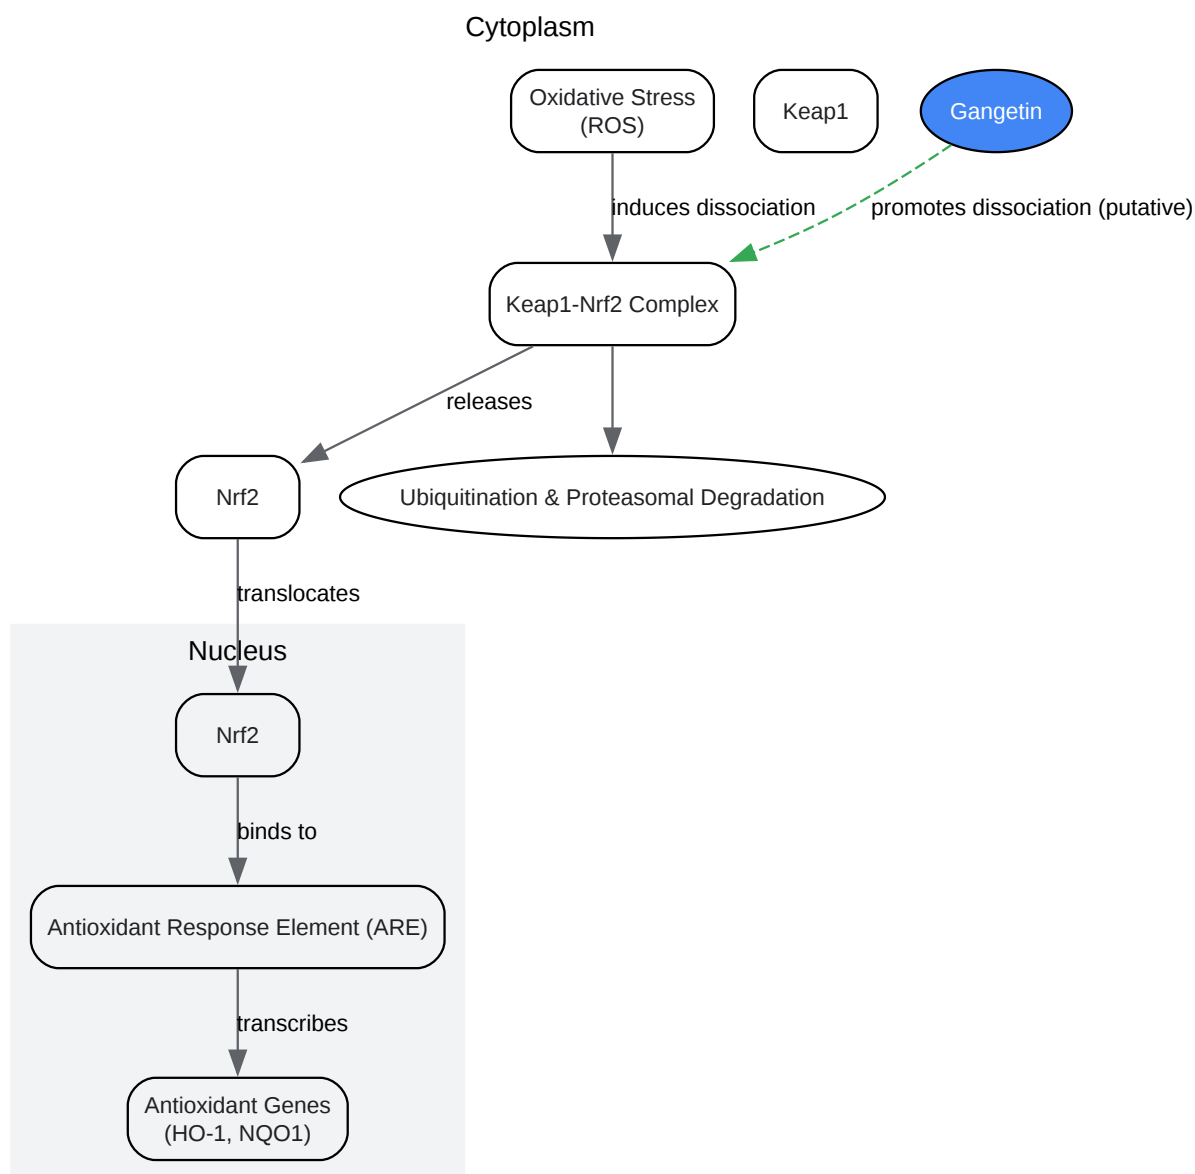 Cytoplasm
Oxidative Stress
(ROS)
Keap1
Gangetin
induces dissociation
promotes dissociation (putative)
Keap1-Nrf2 Complex
releases
Nrf2
Ubiquitination & Proteasomal Degradation
translocates
Nucleus
Nrf2
binds to
Antioxidant Response Element (ARE)
transcribes
Antioxidant Genes
(HO-1, NQO1)